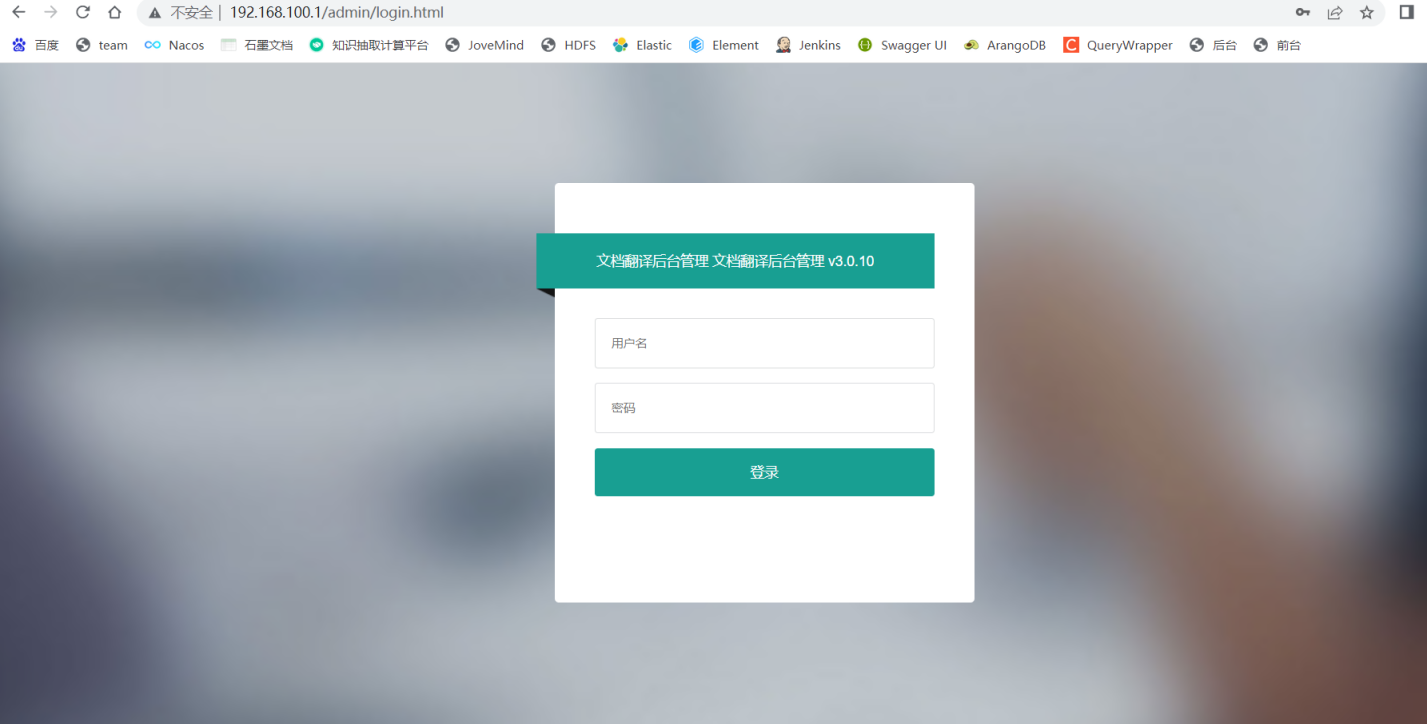 不安全 | 192.168.100.1/admin/login.html
百度 team Nacos 石墨文档 知识抽取计算平台 JoveMind HDFS Elastic Element Jenkins Swagger UI ArangoDB C QueryWrapper 后台 前台
文档翻译后台管理 文档翻译后台管理 v3.0.10
用户名
密码
登录